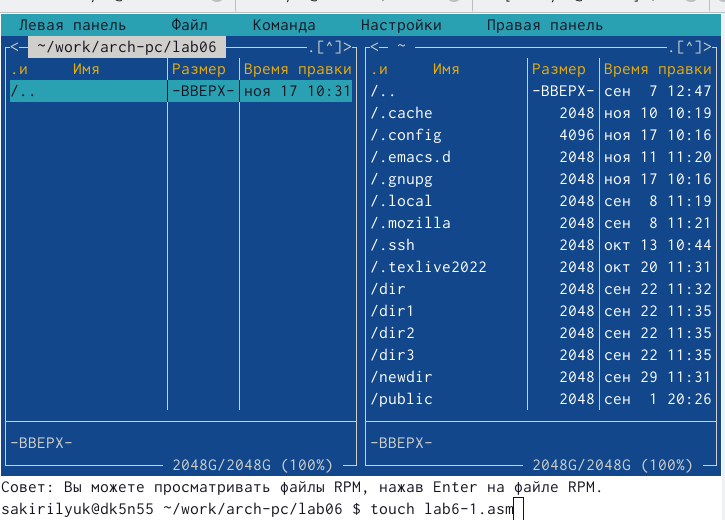 Левая панель Файл Команда Настройки Правая панель
<─ ~/work/arch-pc/lab06 .[^]> <─ ~ .[^]>
.и Имя Размер Время правки .и Имя Размер Время правки
/.. -ВВЕРХ- ноя 17 10:31 /.. -ВВЕРХ- сен 7 12:47
/.cache 2048 ноя 10 10:19
/.config 4096 ноя 17 10:16
/.emacs.d 2048 ноя 11 11:20
/.gnupg 2048 ноя 17 10:16
/.local 2048 сен 8 11:19
/.mozilla 2048 сен 8 11:21
/.ssh 2048 окт 13 10:44
/.texlive2022 2048 окт 20 11:31
/dir 2048 сен 22 11:32
/dir1 2048 сен 22 11:35
/dir2 2048 сен 22 11:35
/dir3 2048 сен 22 11:35
/newdir 2048 сен 29 11:31
/public 2048 сен 1 20:26
-ВВЕРХ- -ВВЕРХ-
2048G/2048G (100%) 2048G/2048G (100%)
Совет: Вы можете просматривать файлы RPM, нажав Enter на файле RPM.
sakirilyuk@dk5n55 ~/work/arch-pc/lab06 $ touch lab6-1.asm